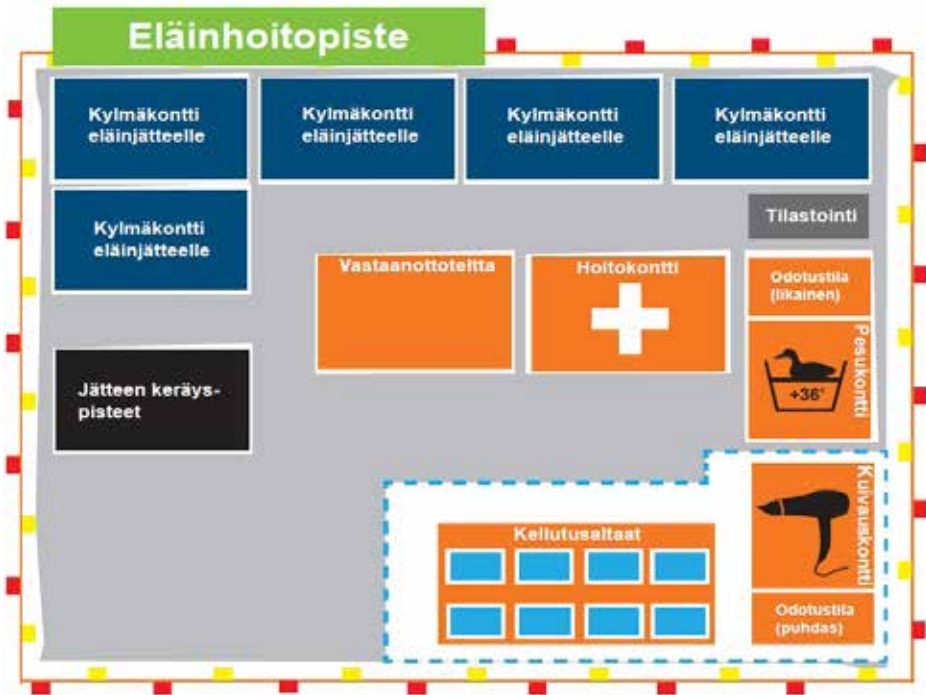 Eläinhoitopiste
Kylmäkontti
eläinjätteelle
Kylmäkontti
eläinjätteelle
Kylmäkontti
eläinjätteelle
Kylmäkontti
eläinjätteelle
Kylmäkontti
eläinjätteelle
Tilastointi
Vastaanottoteltta
Hoitokontti
Odotustila
(likainen)
Pesukontti
+36°
Jätteen keräys-
pisteet
Kuivauskontti
Kellutusaltaat
Odotustila
(puhdas)